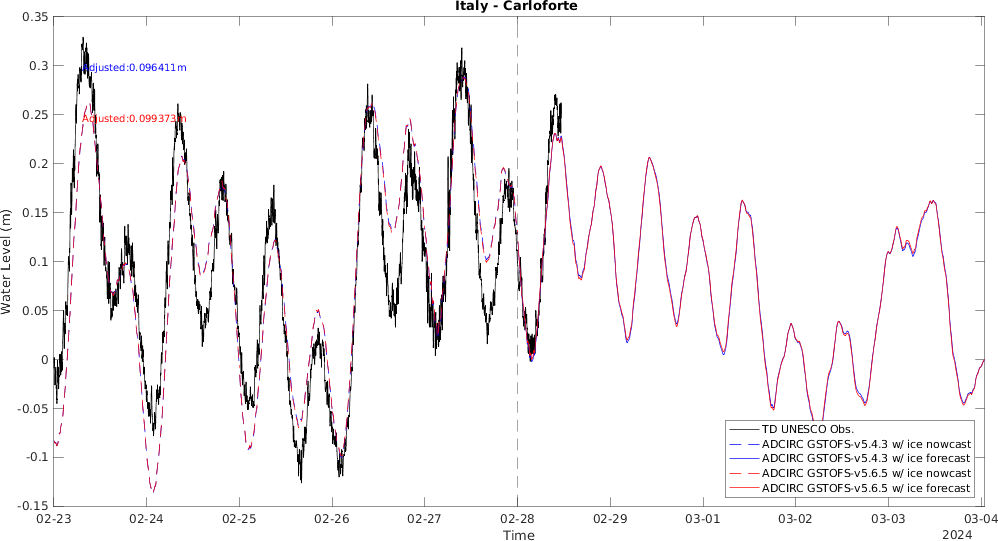 Italy - Carloforte
0.35
0.3
0.25
0.2
0.15
0.1
0.05
0
-0.05
-0.1
-0.15
Water Level (m)
Adjusted:0.096411m
Adjusted:0.099373m
TD UNESCO Obs.
ADCIRC GSTOFS-v5.4.3 w/ ice nowcast
ADCIRC GSTOFS-v5.4.3 w/ ice forecast
ADCIRC GSTOFS-v5.6.5 w/ ice nowcast
ADCIRC GSTOFS-v5.6.5 w/ ice forecast
02-23 02-24 02-25 02-26 02-27 02-28 02-29 03-01 03-02 03-03 03-04
Time
2024